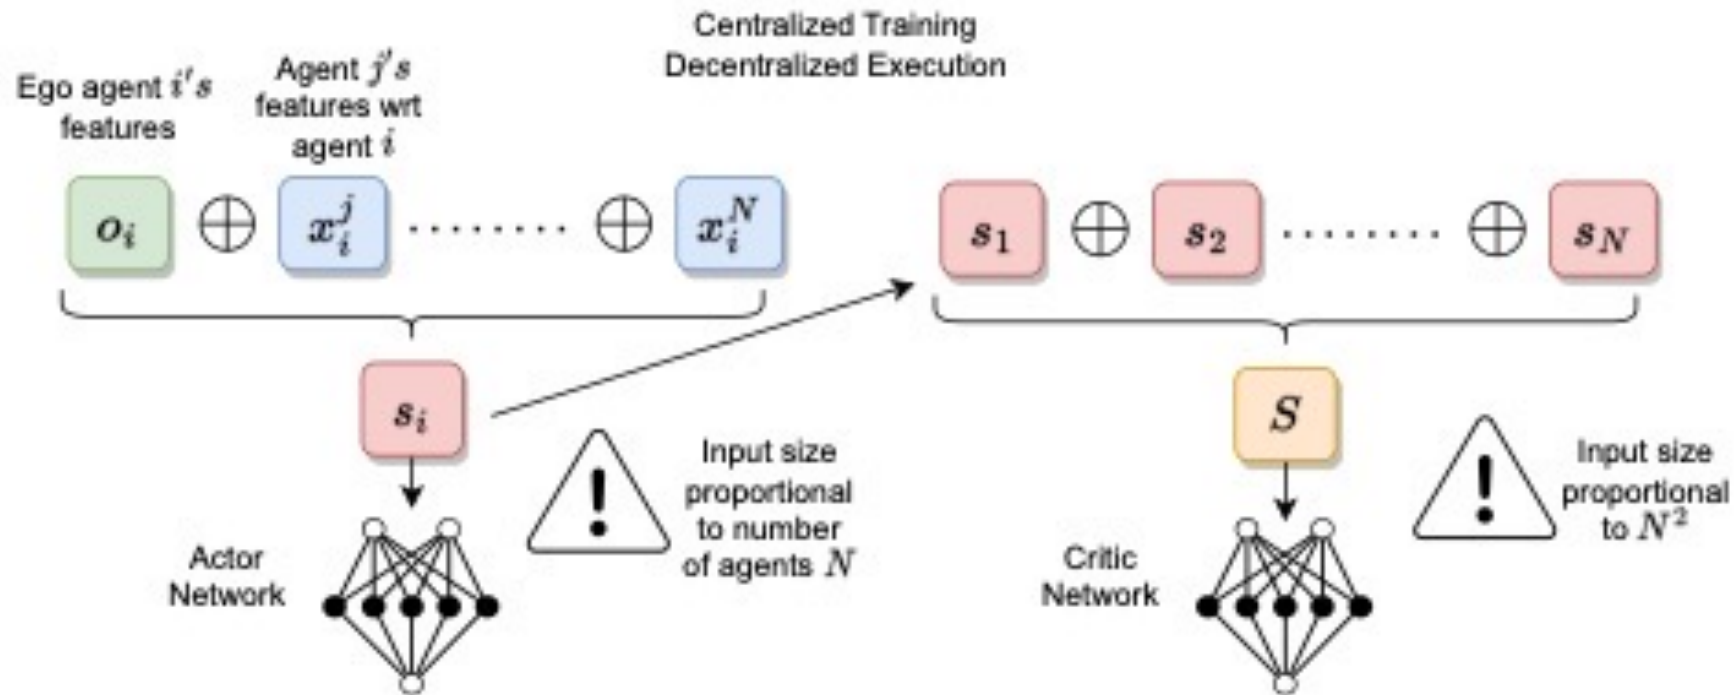 Centralized Training
Decentralized Execution
Ego agent i's
features
Agent j's
features wrt
agent i
o_i ⊕ x_i^j ........ ⊕ x_i^N
s_1 ⊕ s_2 ........ ⊕ s_N
s_i
S
Input size
proportional
to number
of agents N
Input size
proportional
to N^2
Actor
Network
Critic
Network